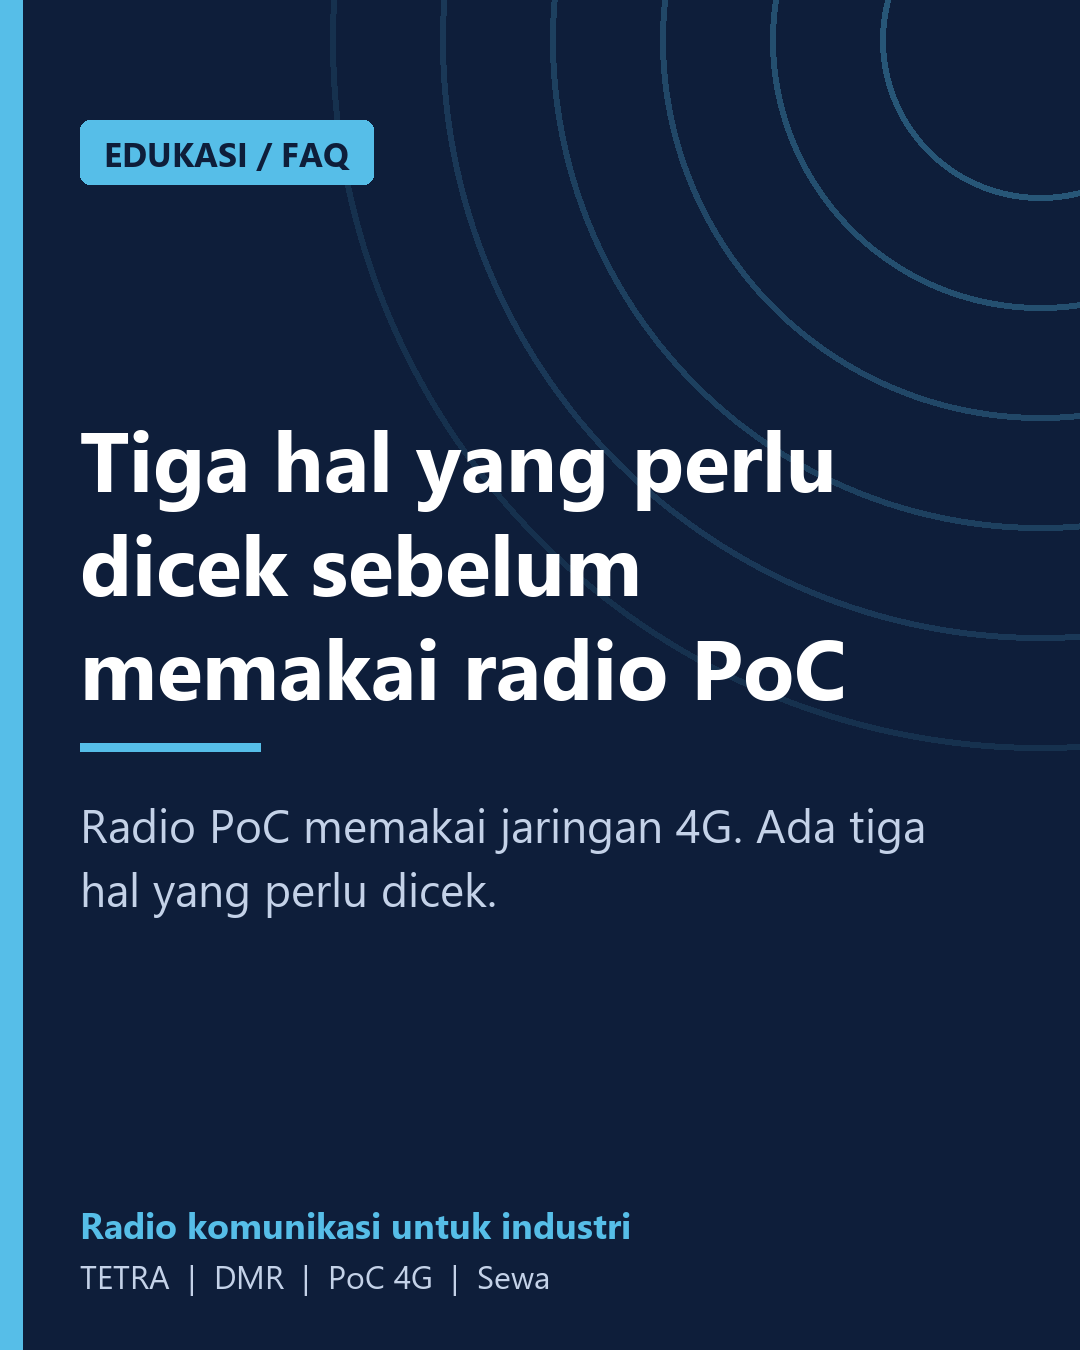 EDUKASI / FAQ
Tiga hal yang perlu
dicek sebelum
memakai radio PoC
Radio PoC memakai jaringan 4G. Ada tiga
hal yang perlu dicek.
Radio komunikasi untuk industri
TETRA | DMR | PoC 4G | Sewa